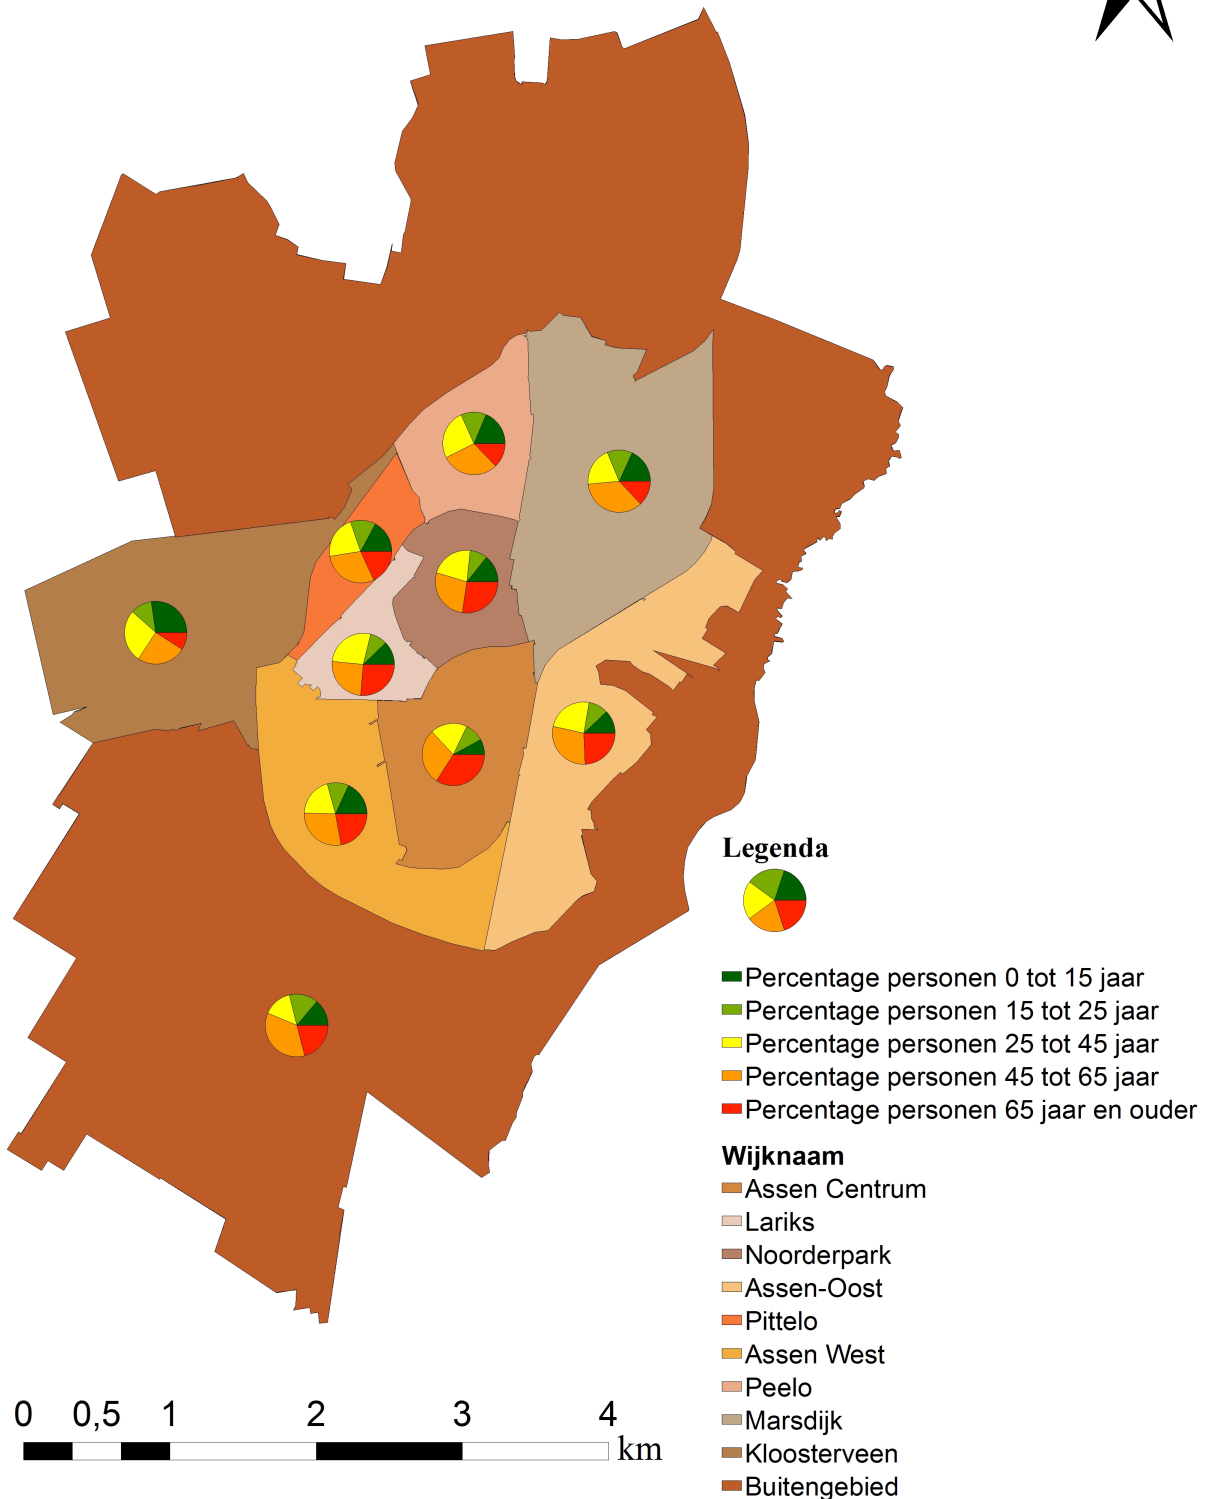 Legenda
Percentage personen 0 tot 15 jaar
Percentage personen 15 tot 25 jaar
Percentage personen 25 tot 45 jaar
Percentage personen 45 tot 65 jaar
Percentage personen 65 jaar en ouder
Wijknaam
Assen Centrum
Lariks
Noorderpark
Assen-Oost
Pittelo
Assen West
Peelo
Marsdijk
Kloosterveen
Buitengebied
0 0,5 1 2 3 4
km